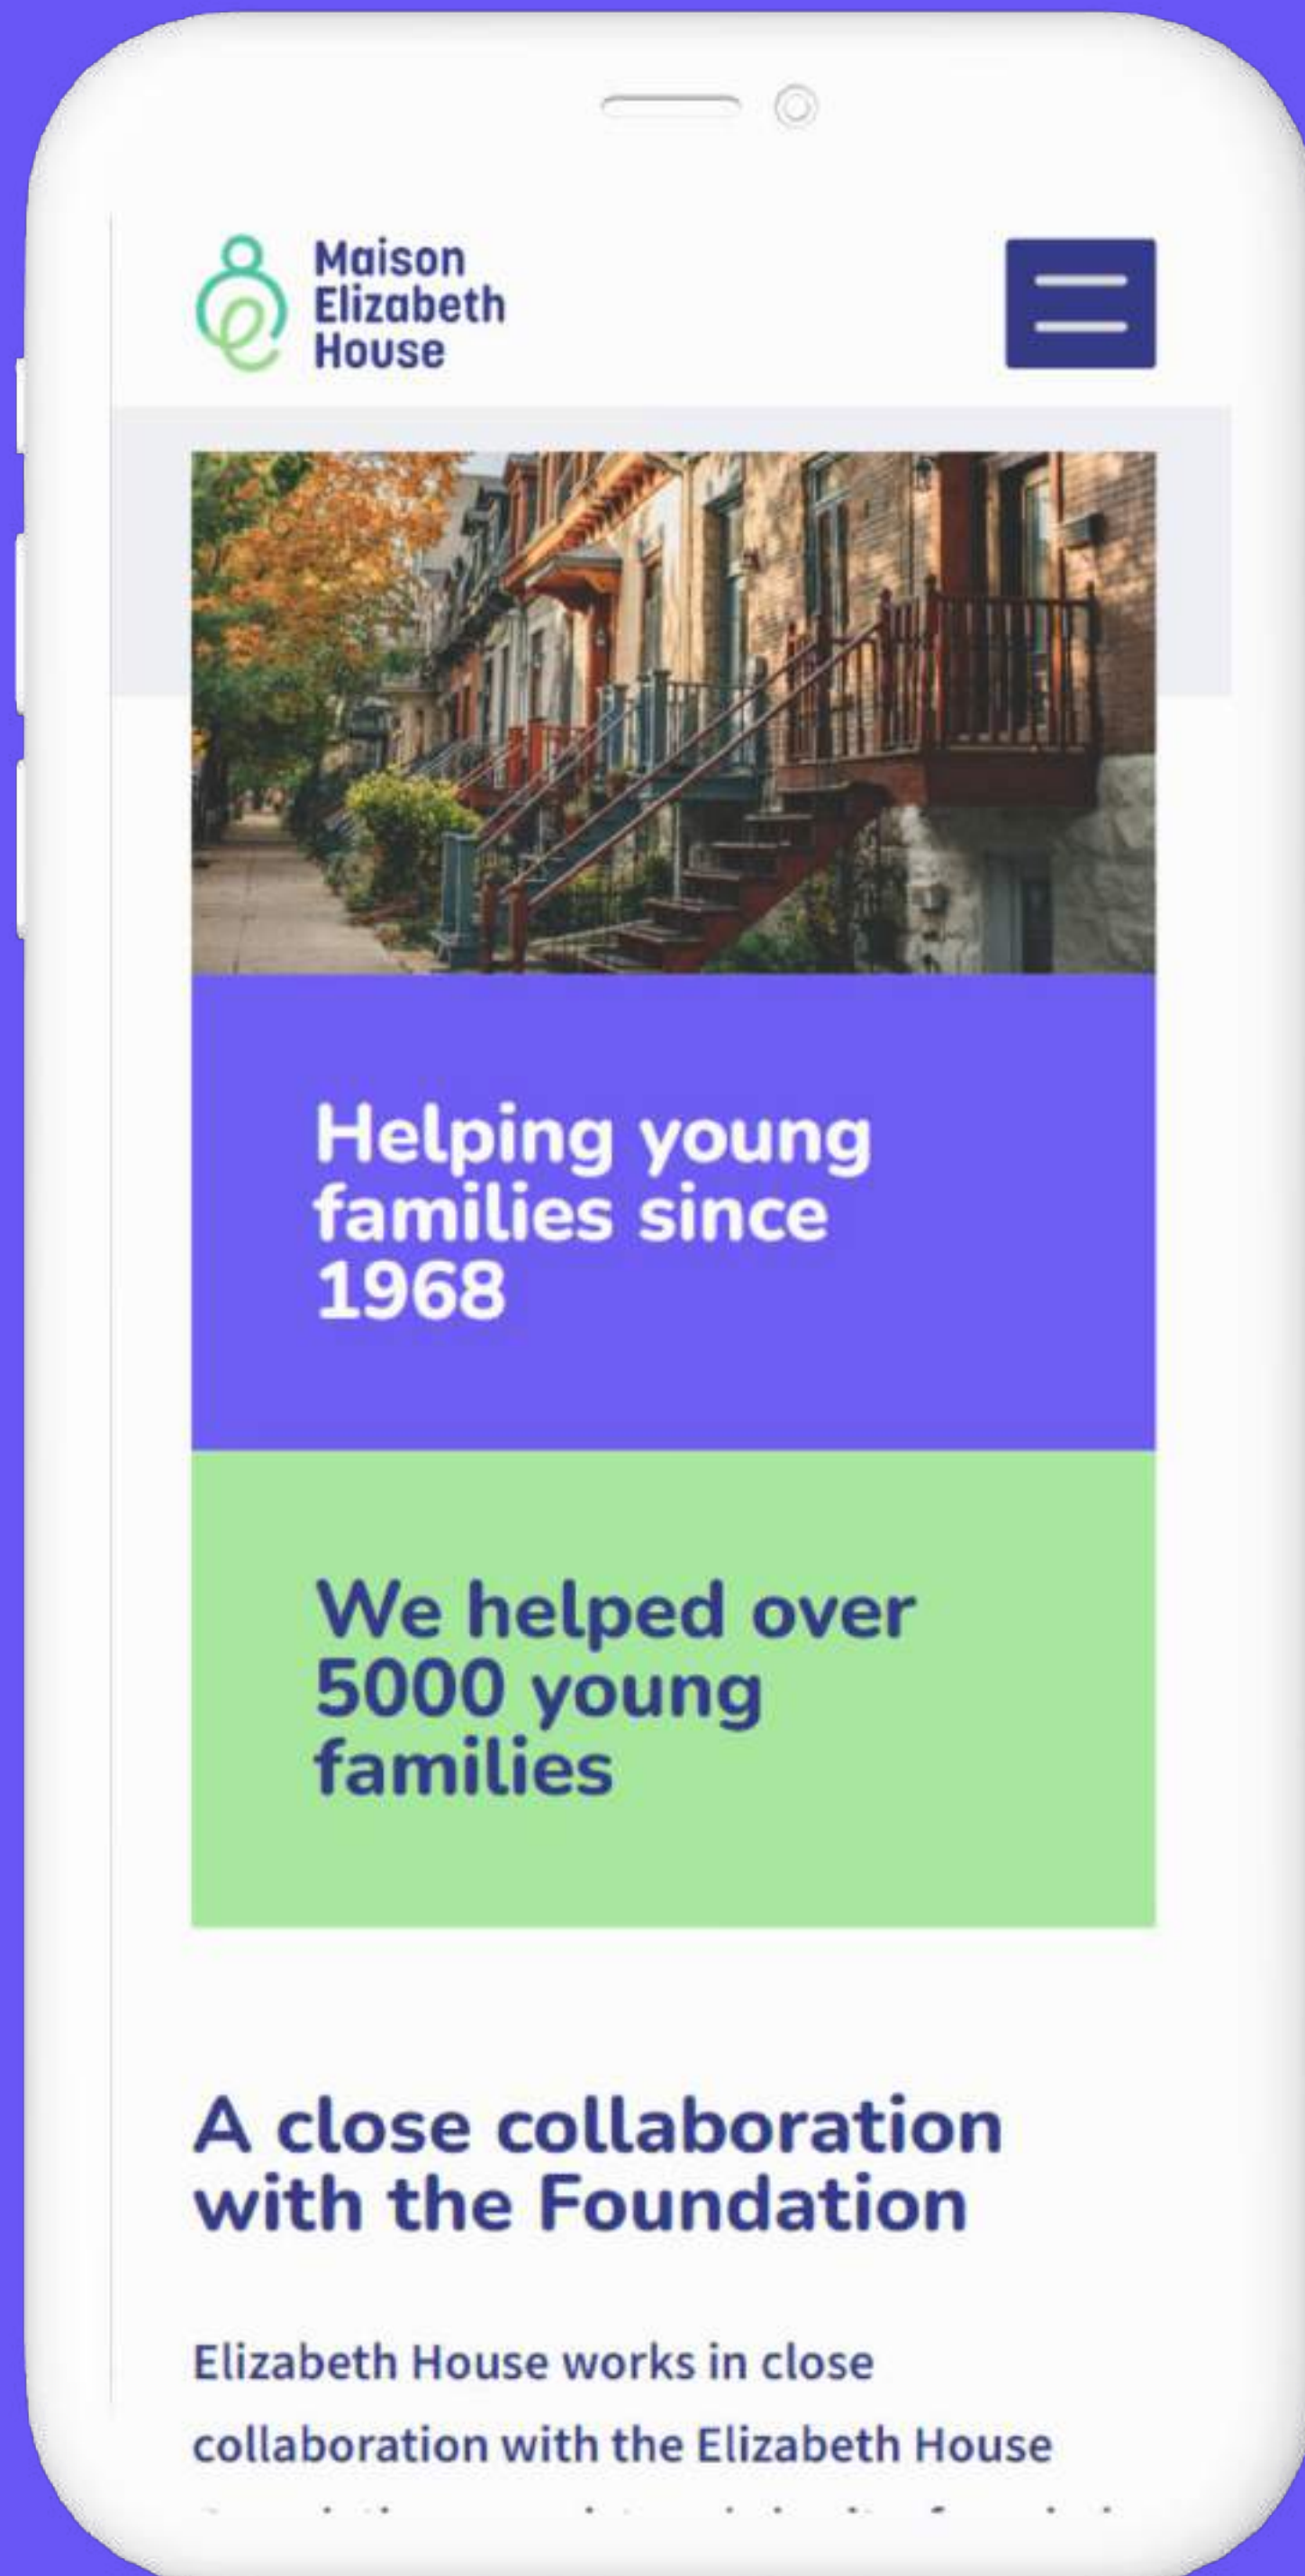 Maison
Elizabeth
House
Helping young
families since
1968
We helped over
5000 young
families
A close collaboration
with the Foundation
Elizabeth House works in close
collaboration with the Elizabeth House